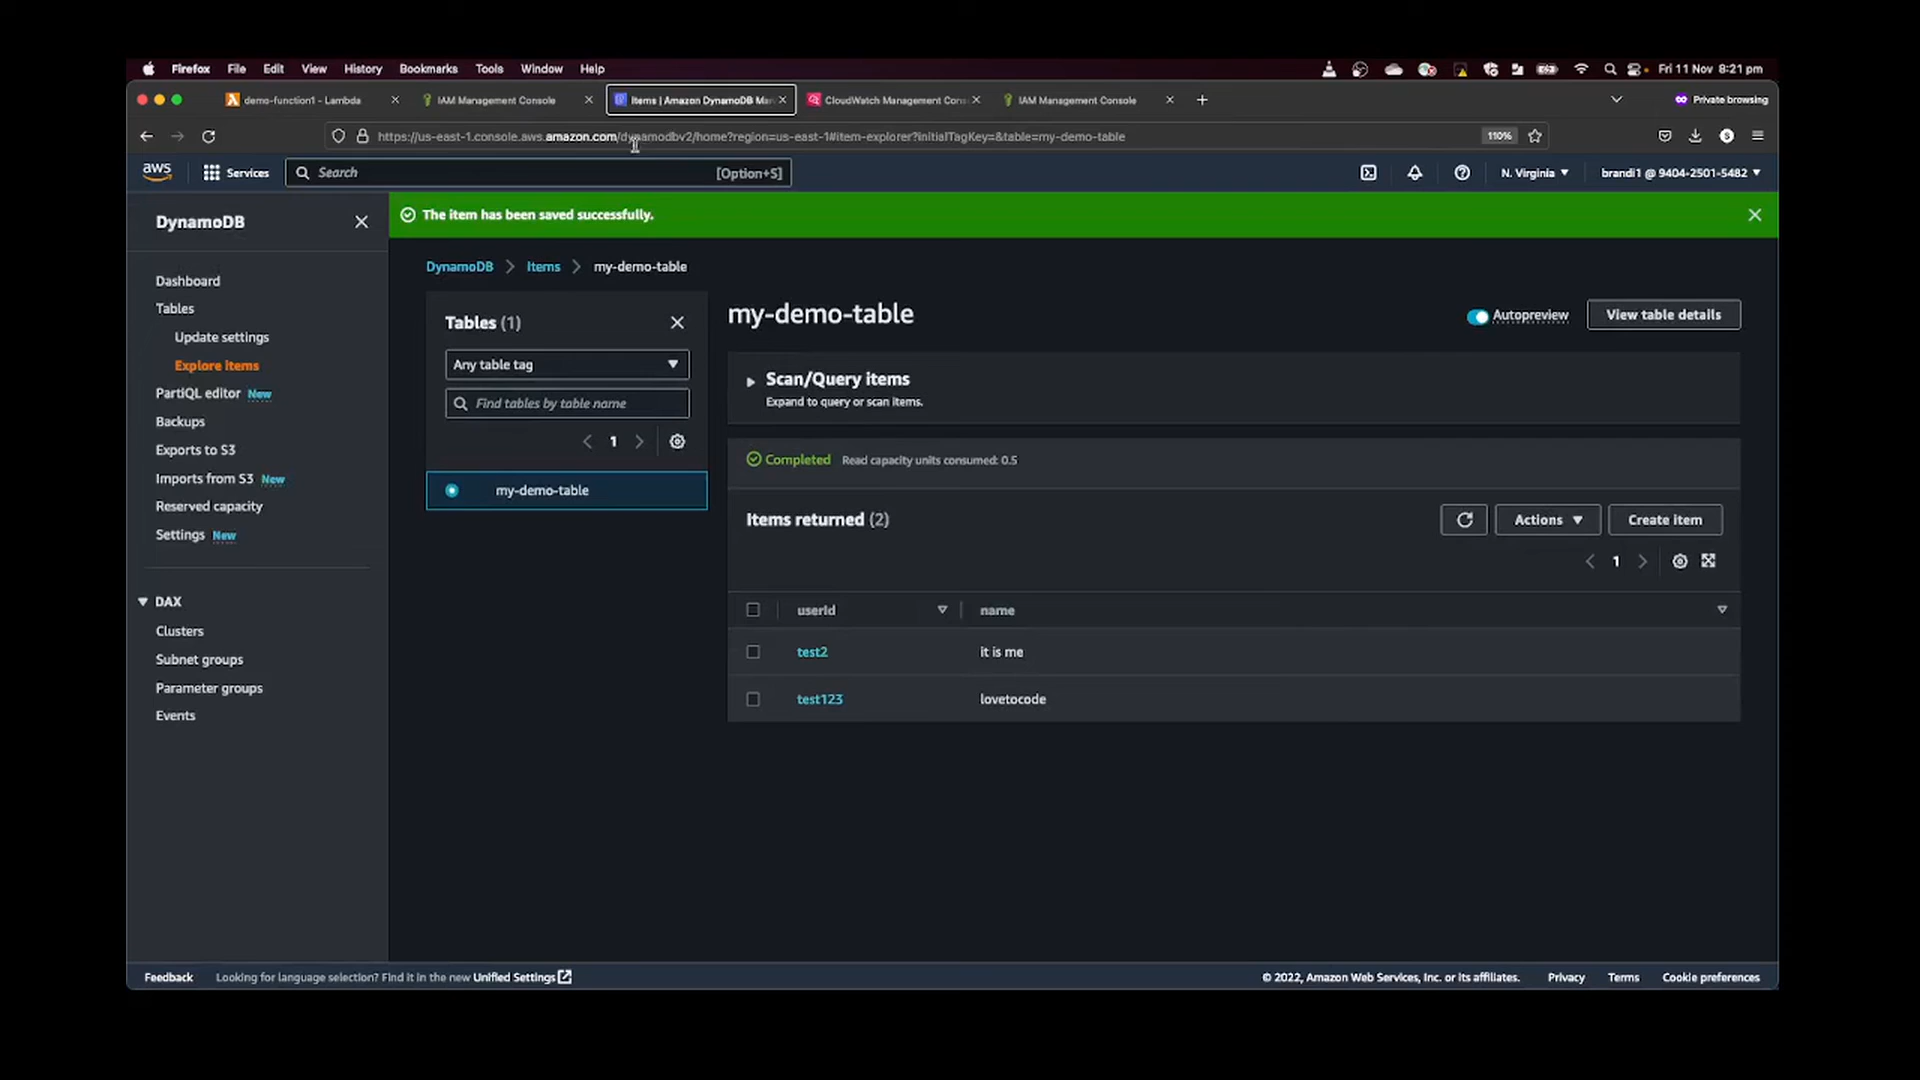 Firefox File Edit View History Bookmarks Tools Window Help Fri 11 Nov 8:21 pm
demo-function1 - Lambda IAM Management Console Items | Amazon DynamoDB Man CloudWatch Management Cons IAM Management Console Private browsing
https://us-east-1.console.aws.amazon.com/dynamodbv2/home?region=us-east-1#item-explorer?initialTagKey=&table=my-demo-table 110%
aws Services Search [Option+S] N. Virginia brandi1 @ 9404-2501-5482
DynamoDB
The item has been saved successfully.
DynamoDB Items my-demo-table
Dashboard
Tables
Update settings
Explore items
PartiQL editor New
Backups
Exports to S3
Imports from S3 New
Reserved capacity
Settings New
DAX
Clusters
Subnet groups
Parameter groups
Events
Tables (1)
Any table tag
Find tables by table name
1
my-demo-table
my-demo-table
Autopreview View table details
Scan/Query items
Expand to query or scan items.
Completed Read capacity units consumed: 0.5
Items returned (2)
Actions Create item
1
userId name
test2 it is me
test123 lovetocode
Feedback Looking for language selection? Find it in the new Unified Settings © 2022, Amazon Web Services, Inc. or its affiliates. Privacy Terms Cookie preferences